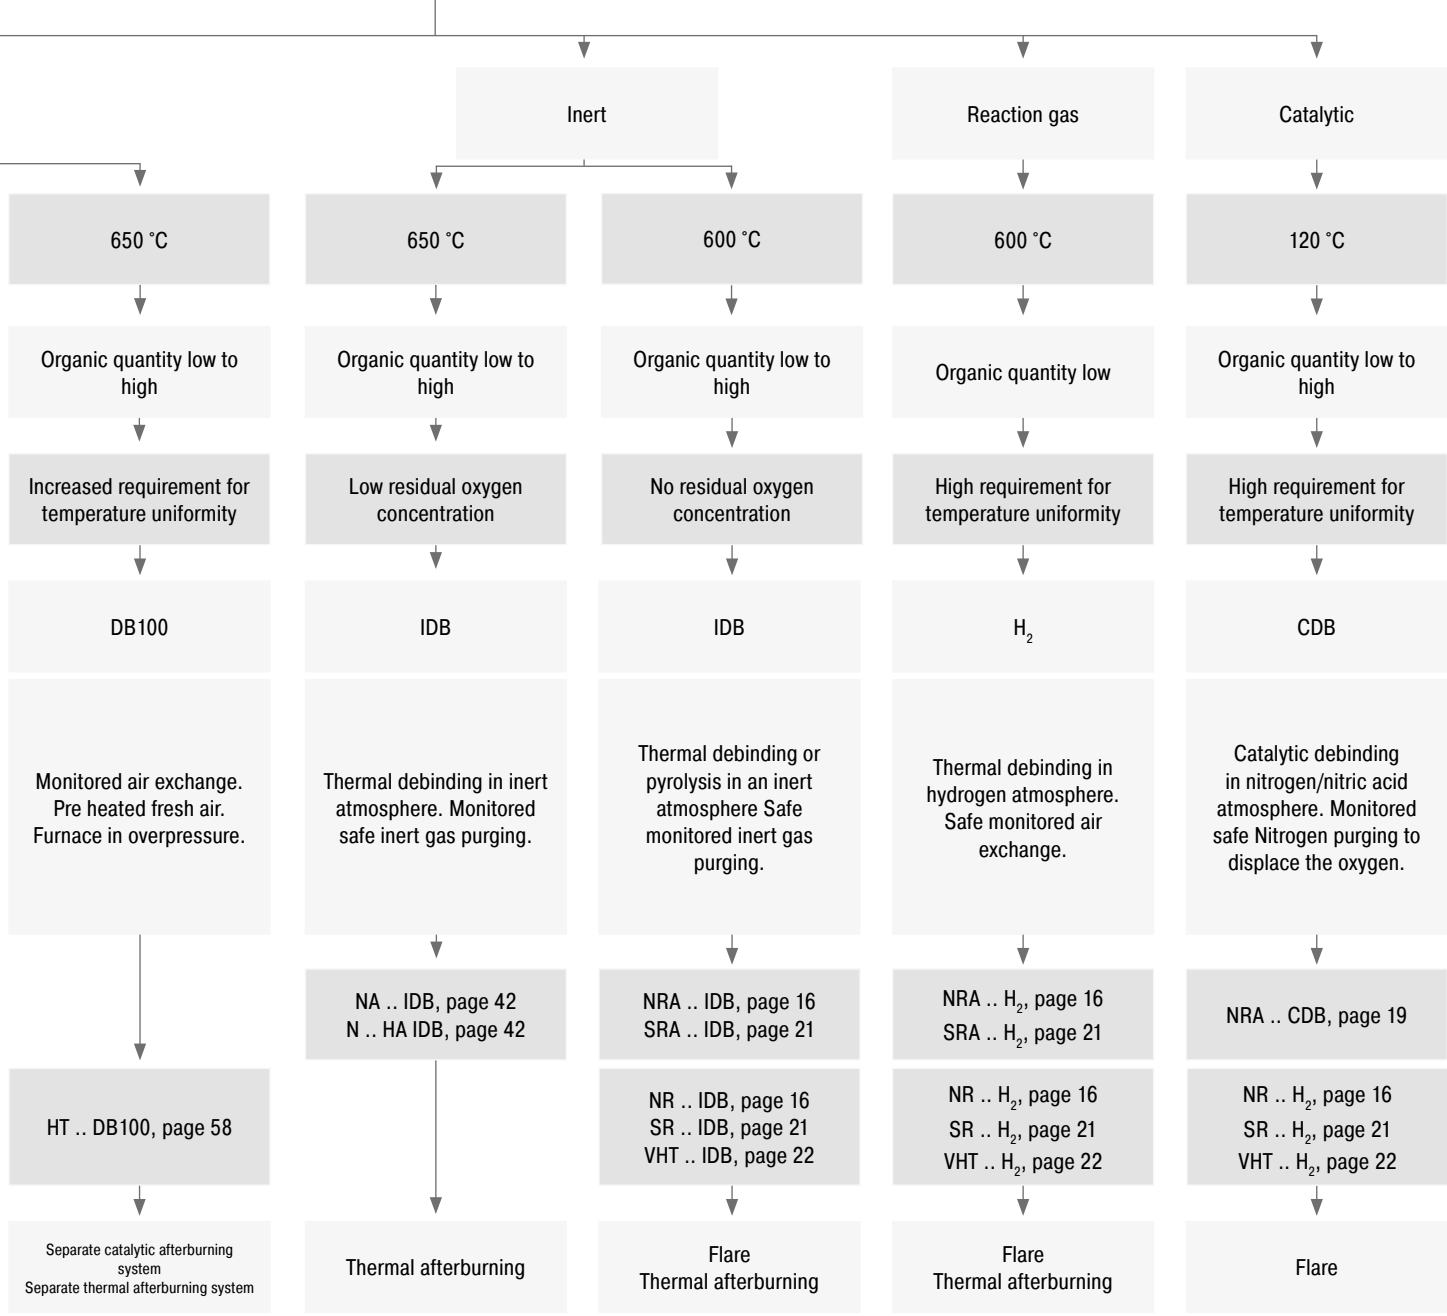 Inert
Reaction gas
Catalytic
650 °C
650 °C
600 °C
600 °C
120 °C
Organic quantity low to
high
Organic quantity low to
high
Organic quantity low to
high
Organic quantity low
Organic quantity low to
high
Increased requirement for
temperature uniformity
Low residual oxygen
concentration
No residual oxygen
concentration
High requirement for
temperature uniformity
High requirement for
temperature uniformity
DB100
IDB
IDB
H₂
CDB
Monitored air exchange.
Pre heated fresh air.
Furnace in overpressure.
Thermal debinding in inert
atmosphere. Monitored
safe inert gas purging.
Thermal debinding or
pyrolysis in an inert
atmosphere Safe
monitored inert gas
purging.
Thermal debinding in
hydrogen atmosphere.
Safe monitored air
exchange.
Catalytic debinding
in nitrogen/nitric acid
atmosphere. Monitored
safe Nitrogen purging to
displace the oxygen.
NA .. IDB, page 42
N .. HA IDB, page 42
NRA .. IDB, page 16
SRA .. IDB, page 21
NRA .. H₂, page 16
SRA .. H₂, page 21
NRA .. CDB, page 19
HT .. DB100, page 58
NR .. IDB, page 16
SR .. IDB, page 21
VHT .. IDB, page 22
NR .. H₂, page 16
SR .. H₂, page 21
VHT .. H₂, page 22
NR .. H₂, page 16
SR .. H₂, page 21
VHT .. H₂, page 22
Separate catalytic afterburning
system
Separate thermal afterburning system
Thermal afterburning
Flare
Thermal afterburning
Flare
Thermal afterburning
Flare